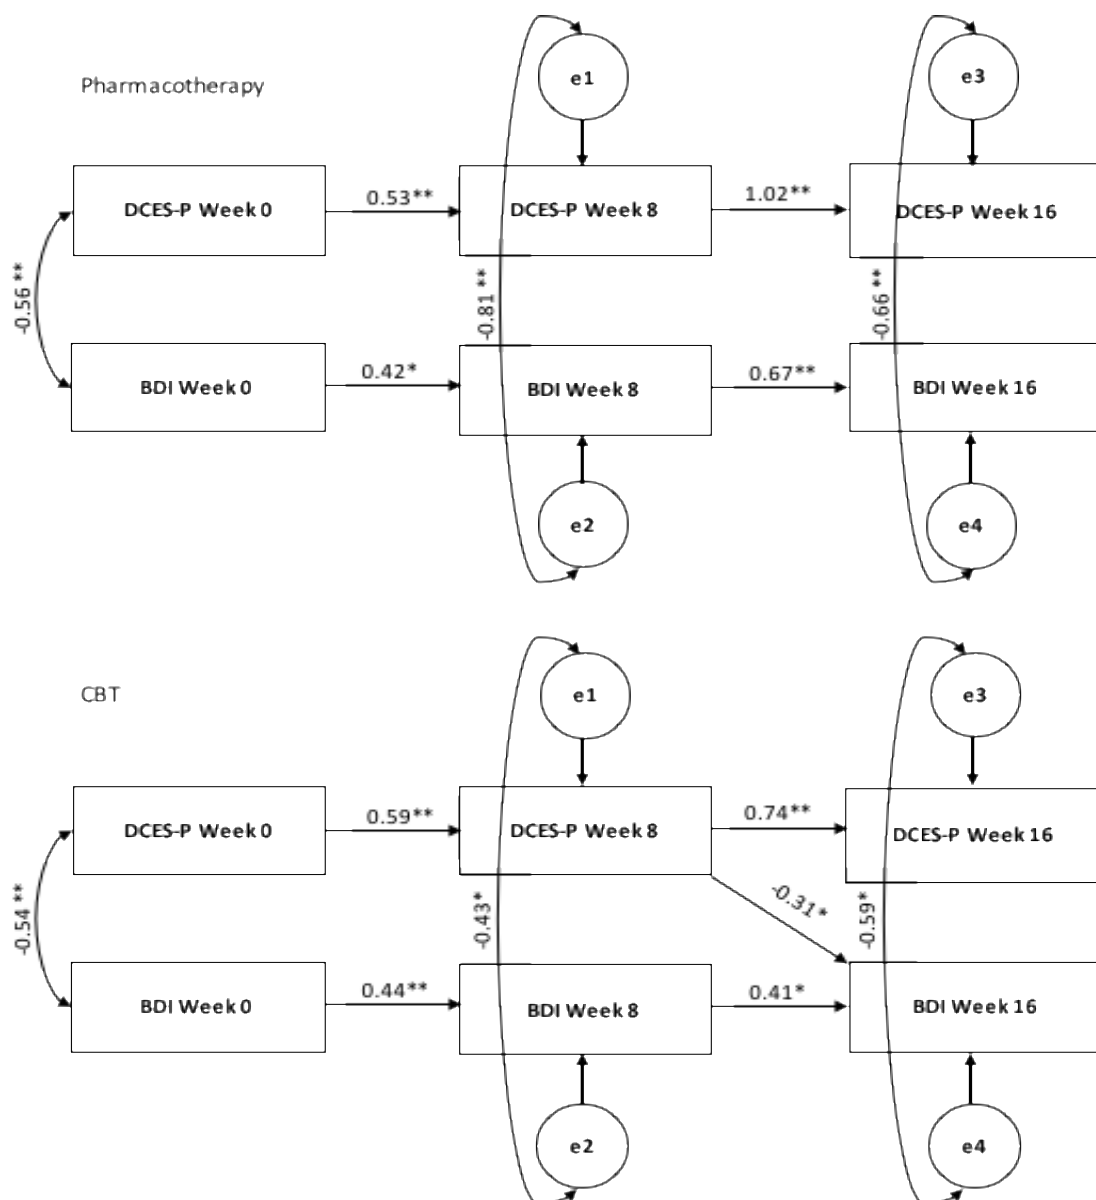 e1
e3
Pharmacotherapy
0.53**
1.02**
DCES-P Week 0
DCES-P Week 8
DCES-P Week 16
-0.56 **
-0.81 **
-0.66 **
0.42*
0.67**
BDI Week 0
BDI Week 8
BDI Week 16
e2
e4
e1
e3
CBT
0.59**
0.74**
DCES-P Week 0
DCES-P Week 8
DCES-P Week 16
-0.54 **
-0.43*
-0.31*
-0.59*
0.44**
0.41*
BDI Week 0
BDI Week 8
BDI Week 16
e2
e4